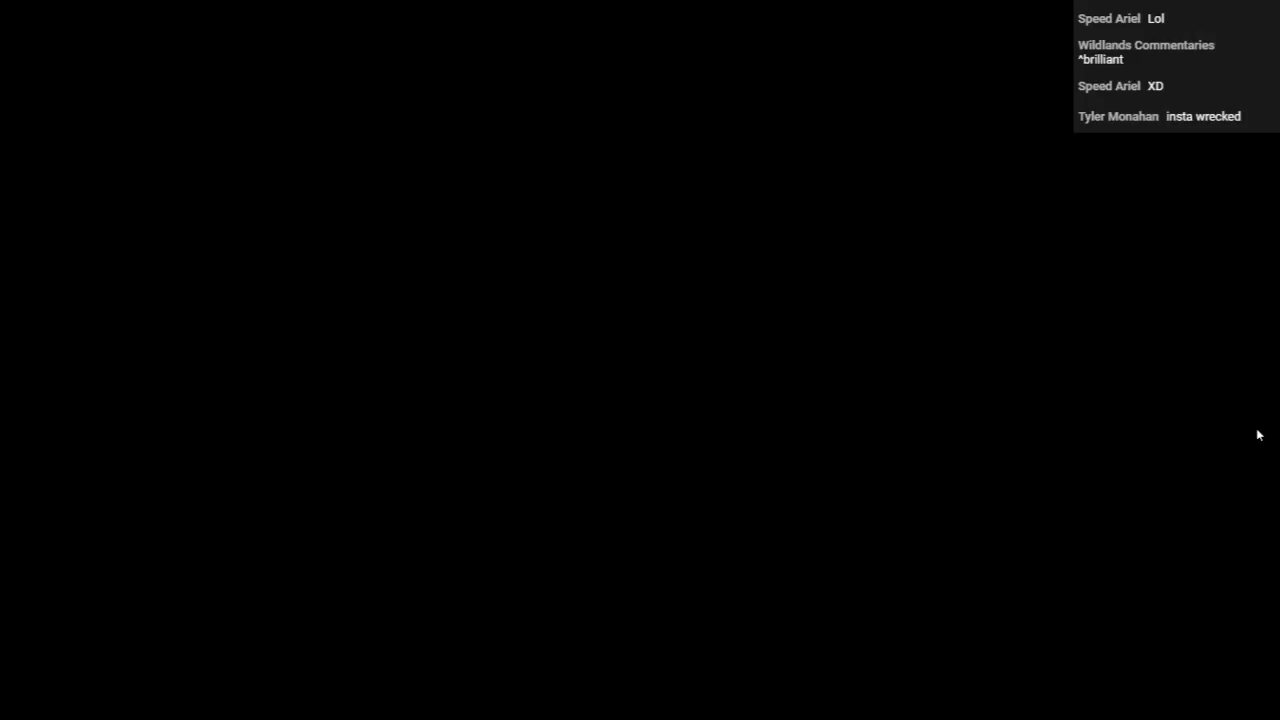 Speed Ariel Lol
Wildlands Commentaries
^brilliant
Speed Ariel XD
Tyler Monahan insta wrecked